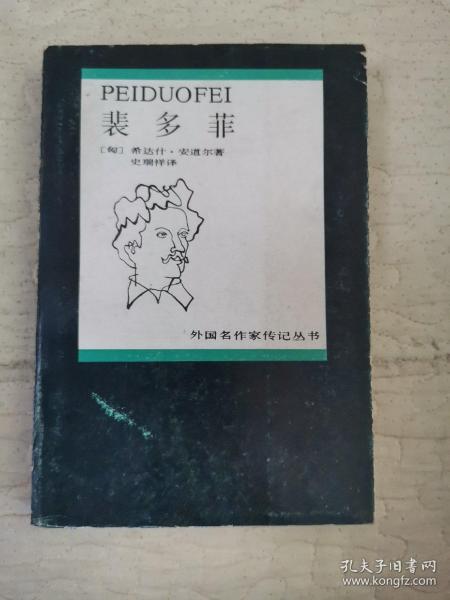 PEIDUOFEI
裴多菲
〔匈〕希达什·安道尔著
史瑞祥译
外国名作家传记丛书
孔夫子旧书网
www.kongfz.com